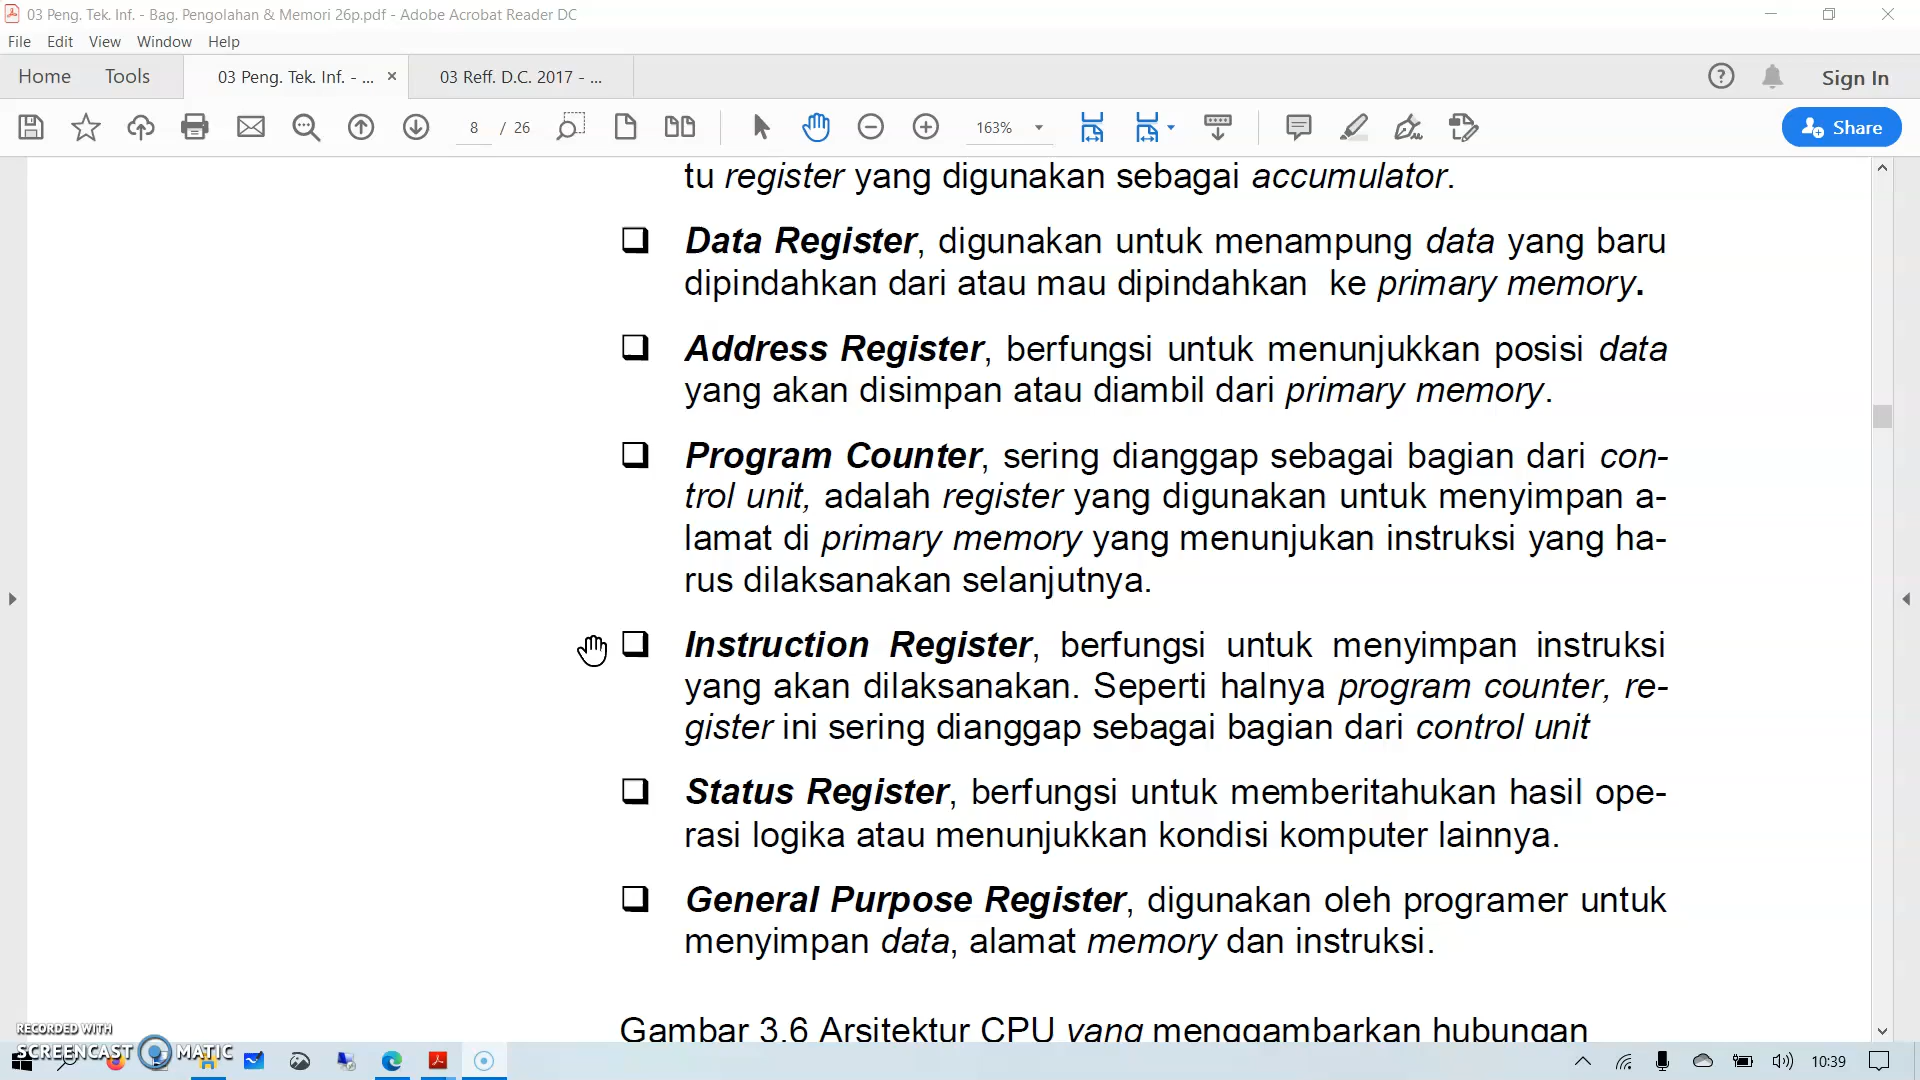 03 Peng. Tek. Inf. - Bag. Pengolahan & Memori 26p.pdf - Adobe Acrobat Reader DC
File Edit View Window Help
Home Tools 03 Peng. Tek. Inf. - ... 03 Reff. D.C. 2017 - ... Sign In
8 / 26 163% Share
tu register yang digunakan sebagai accumulator.
Data Register, digunakan untuk menampung data yang baru
dipindahkan dari atau mau dipindahkan ke primary memory.
Address Register, berfungsi untuk menunjukkan posisi data
yang akan disimpan atau diambil dari primary memory.
Program Counter, sering dianggap sebagai bagian dari con-
trol unit, adalah register yang digunakan untuk menyimpan a-
lamat di primary memory yang menunjukan instruksi yang ha-
rus dilaksanakan selanjutnya.
Instruction Register, berfungsi untuk menyimpan instruksi
yang akan dilaksanakan. Seperti halnya program counter, re-
gister ini sering dianggap sebagai bagian dari control unit
Status Register, berfungsi untuk memberitahukan hasil ope-
rasi logika atau menunjukkan kondisi komputer lainnya.
General Purpose Register, digunakan oleh programer untuk
menyimpan data, alamat memory dan instruksi.
Gambar 3.6 Arsitektur CPU yang menggambarkan hubungan
RECORDED WITH
SCREENCAST MATIC
10:39